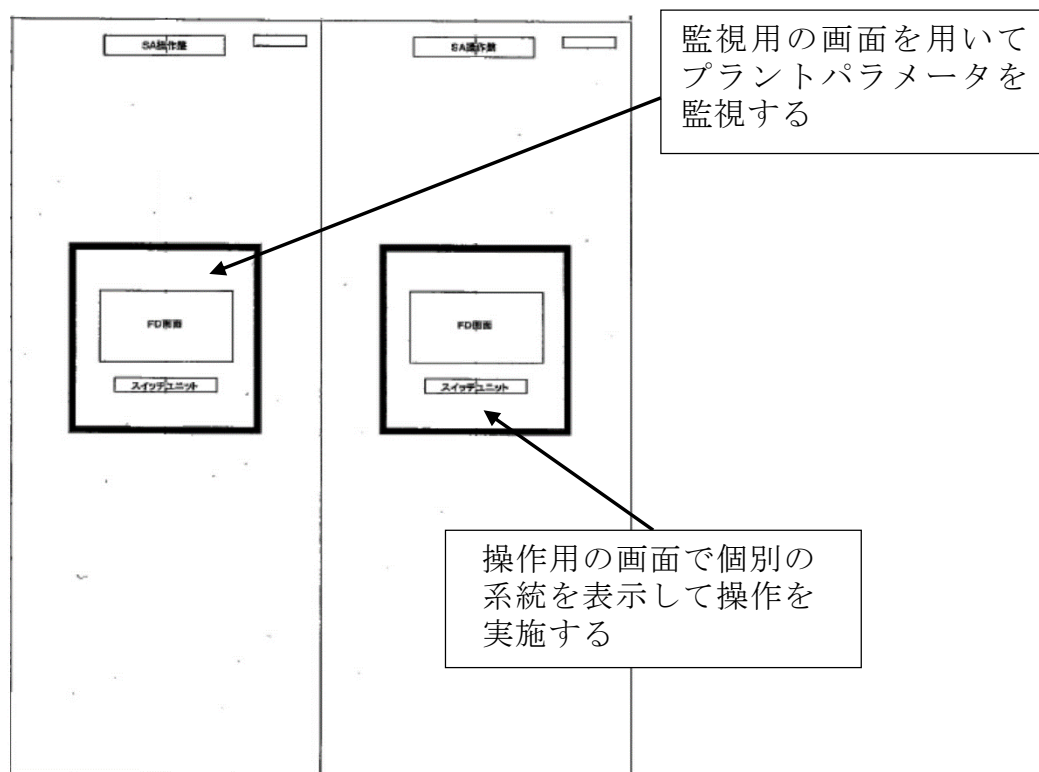 SA操作盤
SA操作盤
監視用の画面を用いて
プラントパラメータを
監視する
FD画面
FD画面
スイッチユニット
スイッチユニット
操作用の画面で個別の
系統を表示して操作を
実施する